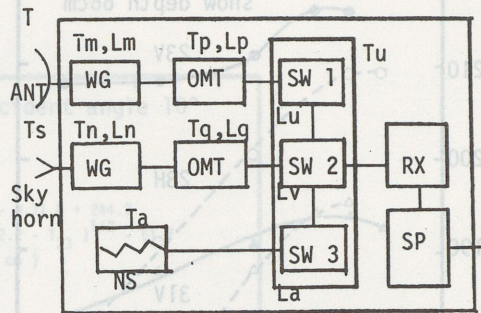 T
Tm,Lm
Tp,Lp
Tu
WG
OMT
SW 1
ANT
Lu
Ts
Tn,Ln
Tq,Lq
WG
OMT
SW 2
RX
Lv
Sky
horn
Ta
SW 3
SP
NS
La